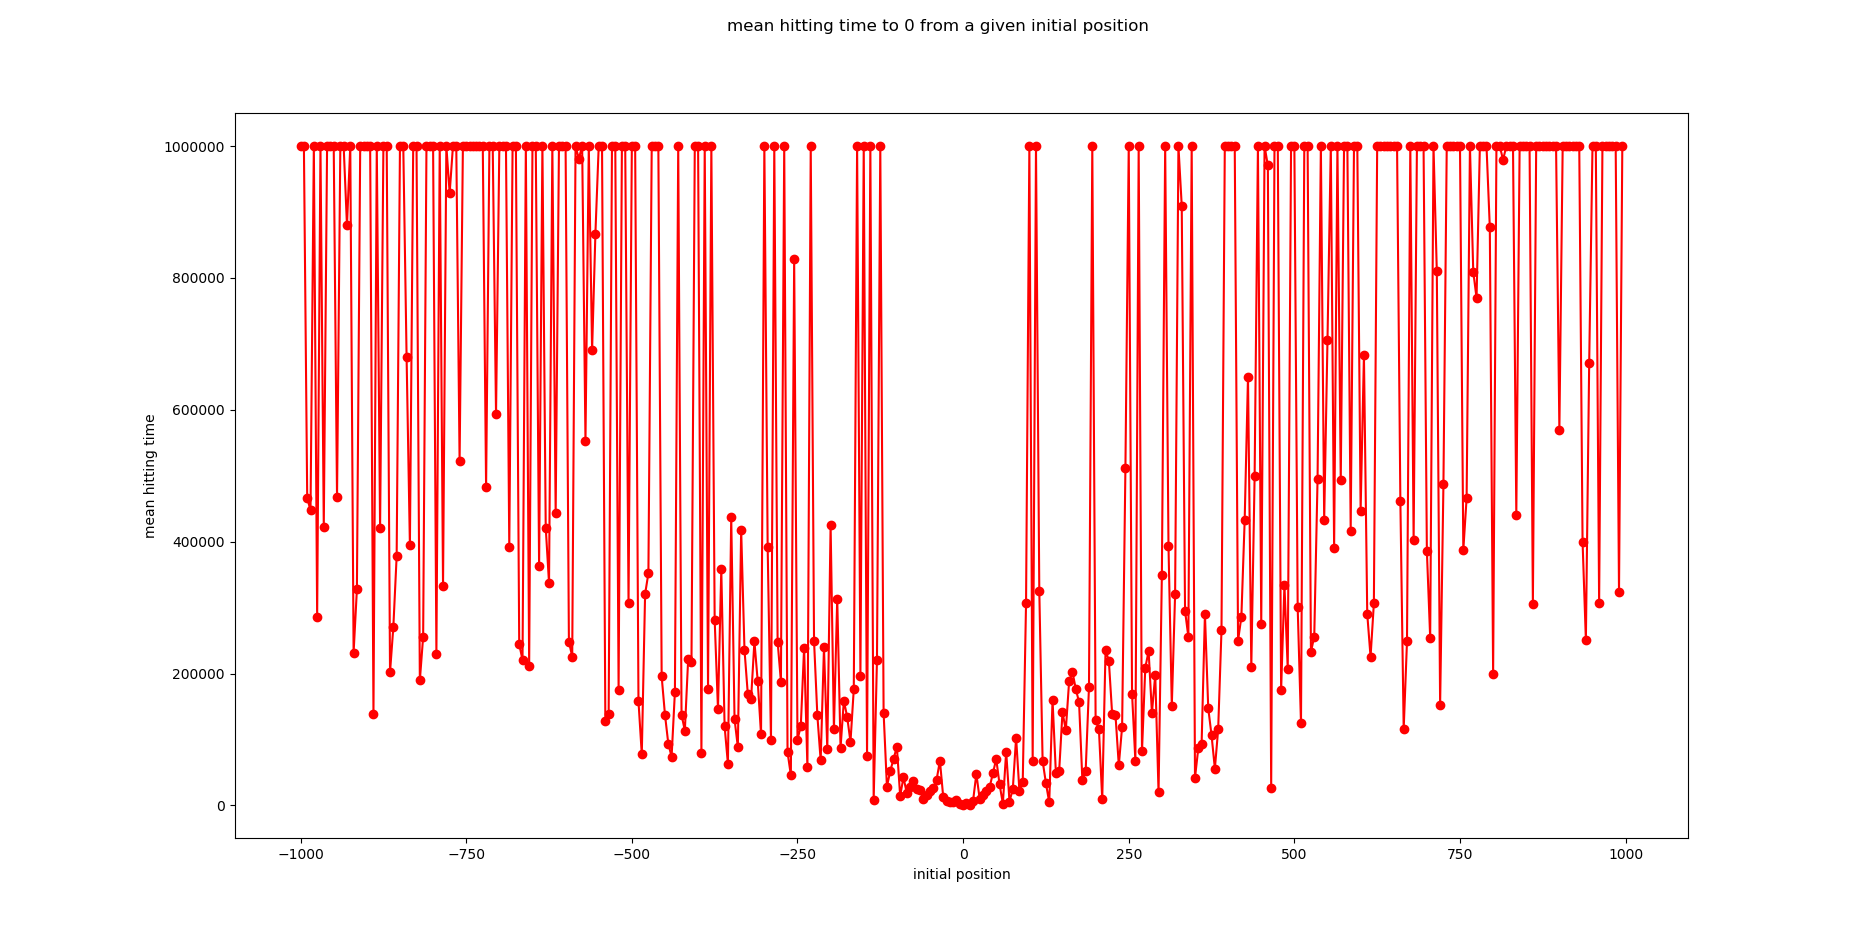 mean hitting time to 0 from a given initial position
1000000
800000
600000
400000
200000
0
mean hitting time
−1000 −750 −500 −250 0 250 500 750 1000
initial position